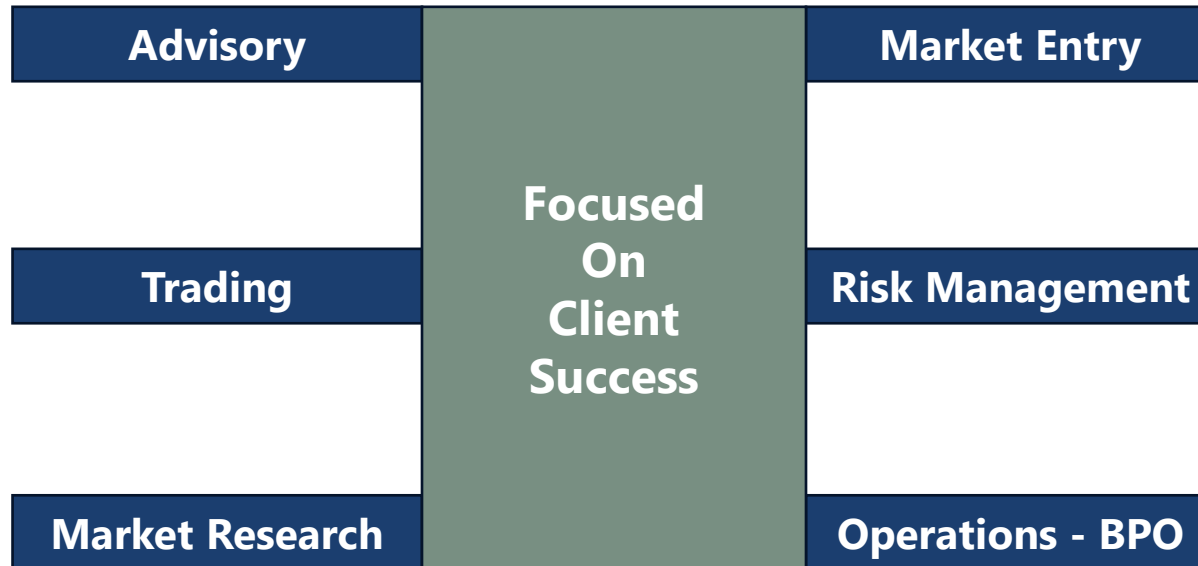 Advisory
Trading
Market Research
Focused
On
Client
Success
Market Entry
Risk Management
Operations - BPO